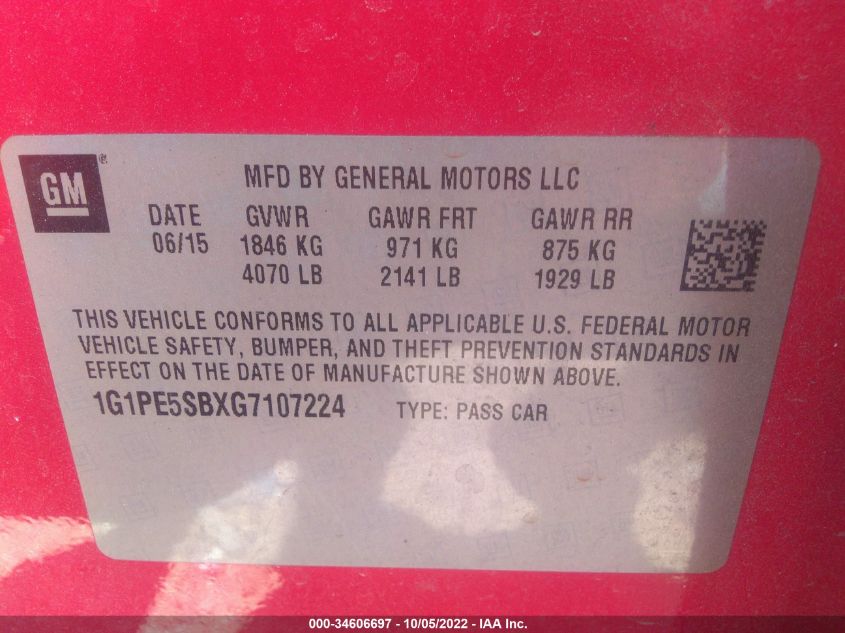 GM®
MFD BY GENERAL MOTORS LLC
DATE GVWR GAWR FRT GAWR RR
06/15 1846 KG 971 KG 875 KG
4070 LB 2141 LB 1929 LB
THIS VEHICLE CONFORMS TO ALL APPLICABLE U.S. FEDERAL MOTOR
VEHICLE SAFETY, BUMPER, AND THEFT PREVENTION STANDARDS IN
EFFECT ON THE DATE OF MANUFACTURE SHOWN ABOVE.
1G1PE5SBXG7107224 TYPE: PASS CAR
000-34606697 - 10/05/2022 - IAA Inc.